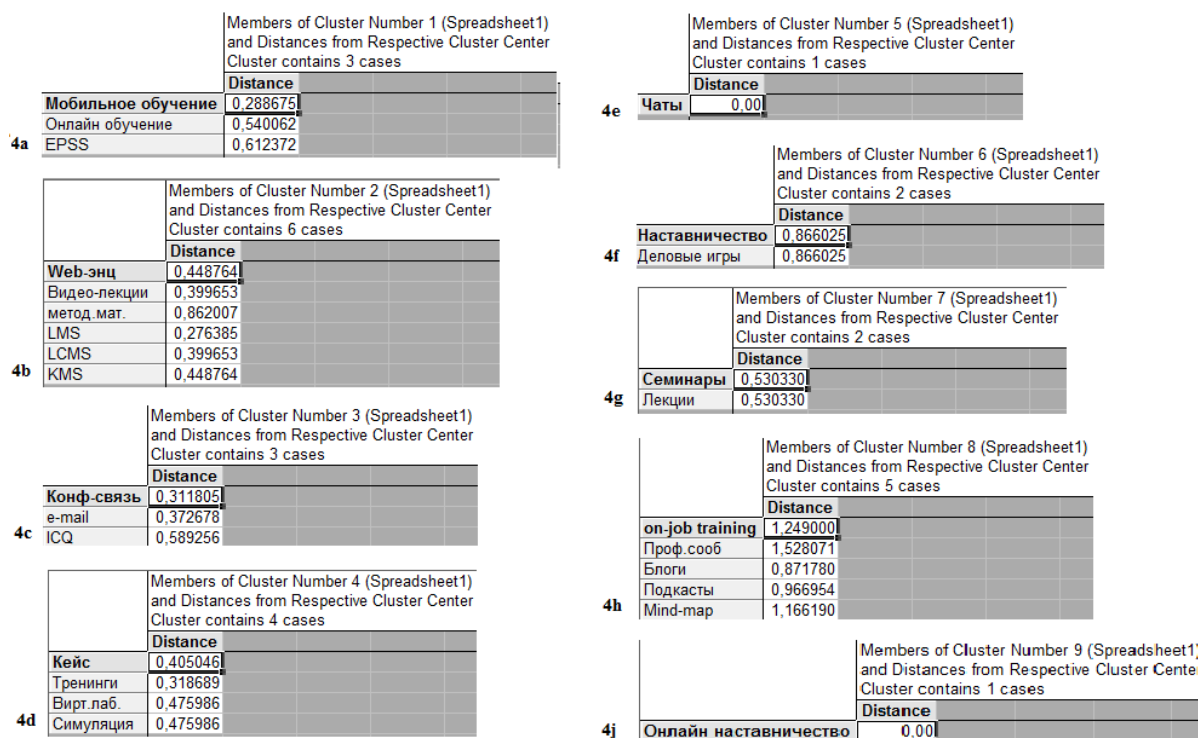 Members of Cluster Number 1 (Spreadsheet1)
and Distances from Respective Cluster Center
Cluster contains 3 cases
Distance
Мобильное обучение 0,288675
Онлайн обучение 0,540062
4a EPSS 0,612372
Members of Cluster Number 2 (Spreadsheet1)
and Distances from Respective Cluster Center
Cluster contains 6 cases
Distance
Web-энц 0,448764
Видео-лекции 0,399653
метод.мат. 0,862007
LMS 0,276385
LCMS 0,399653
4b KMS 0,448764
Members of Cluster Number 3 (Spreadsheet1)
and Distances from Respective Cluster Center
Cluster contains 3 cases
Distance
Конф-связь 0,311805
e-mail 0,372678
4c ICQ 0,589256
Members of Cluster Number 4 (Spreadsheet1)
and Distances from Respective Cluster Center
Cluster contains 4 cases
Distance
Кейс 0,405046
Тренинги 0,318689
Вирт.лаб. 0,475986
4d Симуляция 0,475986
Members of Cluster Number 5 (Spreadsheet1)
and Distances from Respective Cluster Center
Cluster contains 1 cases
Distance
4e Чаты 0,00
Members of Cluster Number 6 (Spreadsheet1)
and Distances from Respective Cluster Center
Cluster contains 2 cases
Distance
Наставничество 0,866025
4f Деловые игры 0,866025
Members of Cluster Number 7 (Spreadsheet1)
and Distances from Respective Cluster Center
Cluster contains 2 cases
Distance
Семинары 0,530330
4g Лекции 0,530330
Members of Cluster Number 8 (Spreadsheet1)
and Distances from Respective Cluster Center
Cluster contains 5 cases
Distance
on-job training 1,249000
Проф.сооб 1,528071
Блоги 0,871780
Подкасты 0,966954
4h Mind-map 1,166190
Members of Cluster Number 9 (Spreadsheet1)
and Distances from Respective Cluster Center
Cluster contains 1 cases
Distance
4j Онлайн наставничество 0,00